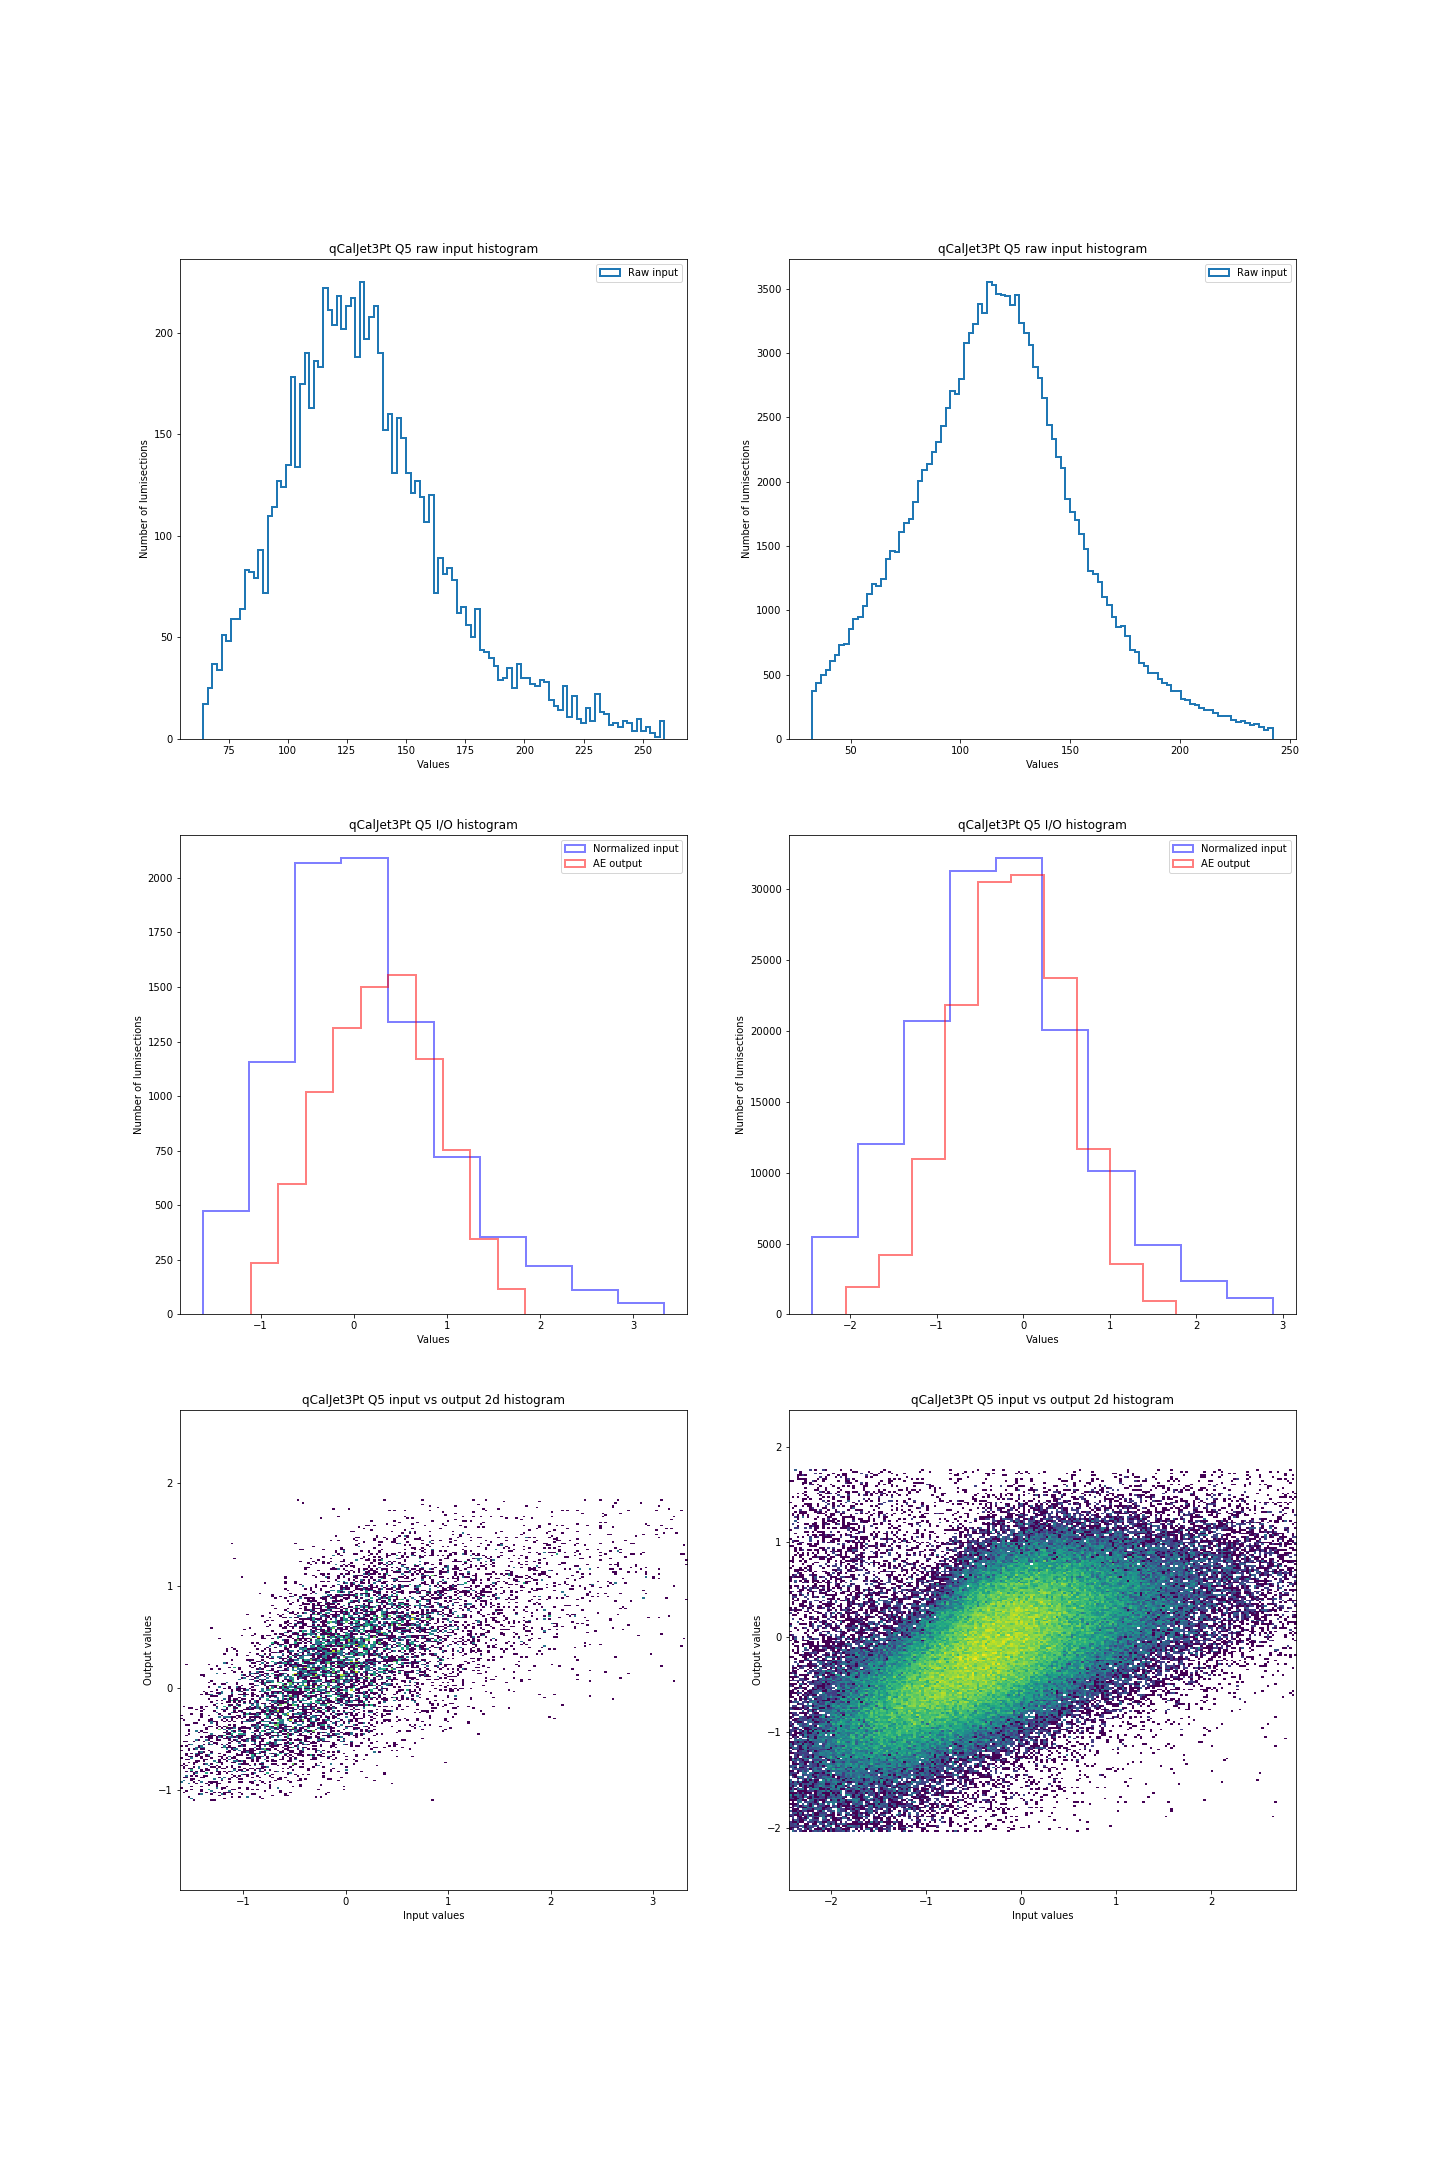 qCalJet3Pt Q5 raw input histogram
Raw input
Number of lumisections
200
150
100
50
0
75 100 125 150 175 200 225 250
Values
qCalJet3Pt Q5 raw input histogram
Raw input
Number of lumisections
3500
3000
2500
2000
1500
1000
500
0
50 100 150 200 250
Values
qCalJet3Pt Q5 I/O histogram
Normalized input
AE output
Number of lumisections
2000
1750
1500
1250
1000
750
500
250
0
−1 0 1 2 3
Values
qCalJet3Pt Q5 I/O histogram
Normalized input
AE output
Number of lumisections
30000
25000
20000
15000
10000
5000
0
−2 −1 0 1 2 3
Values
qCalJet3Pt Q5 input vs output 2d histogram
Output values
2
1
0
−1
−1 0 1 2 3
Input values
qCalJet3Pt Q5 input vs output 2d histogram
Output values
2
1
0
−1
−2
−2 −1 0 1 2
Input values